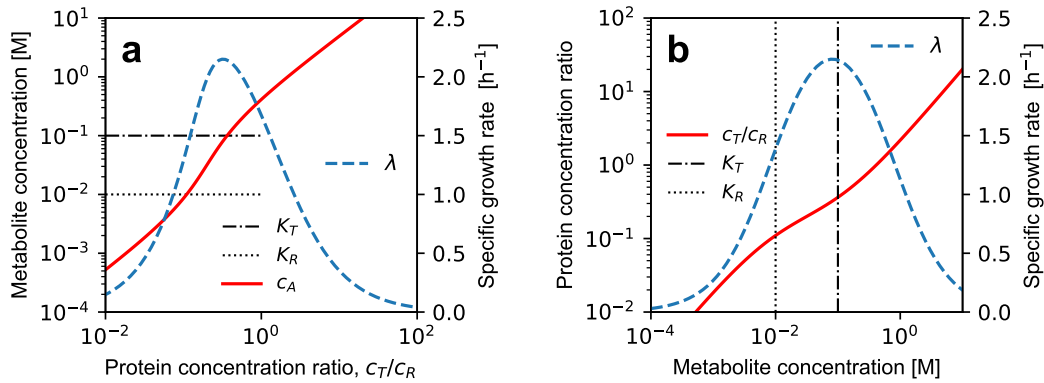 a
Metabolite concentration [M]
10^1
10^0
10^−1
10^−2
10^−3
10^−4
10^−2
10^0
10^2
Protein concentration ratio, c_T/c_R
λ
K_T
K_R
c_A
2.5
2.0
1.5
1.0
0.5
0.0
Specific growth rate [h^−1]
b
Protein concentration ratio
10^2
10^1
10^0
10^−1
10^−2
10^−4
10^−2
10^0
Metabolite concentration [M]
λ
c_T/c_R
K_T
K_R
2.5
2.0
1.5
1.0
0.5
0.0
Specific growth rate [h^−1]